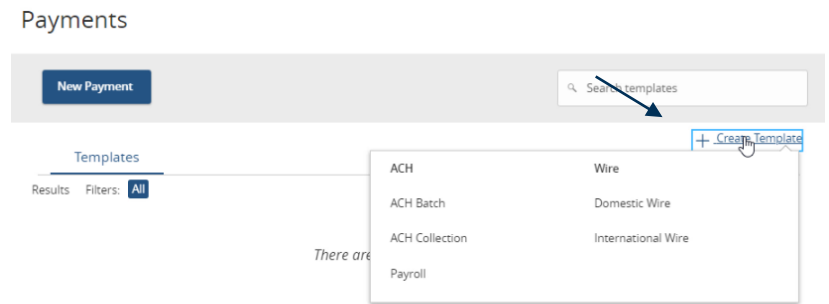 Payments
New Payment
Search templates
+ Create Template
Templates
Results Filters: All
ACH Wire
ACH Batch Domestic Wire
ACH Collection International Wire
There are
Payroll